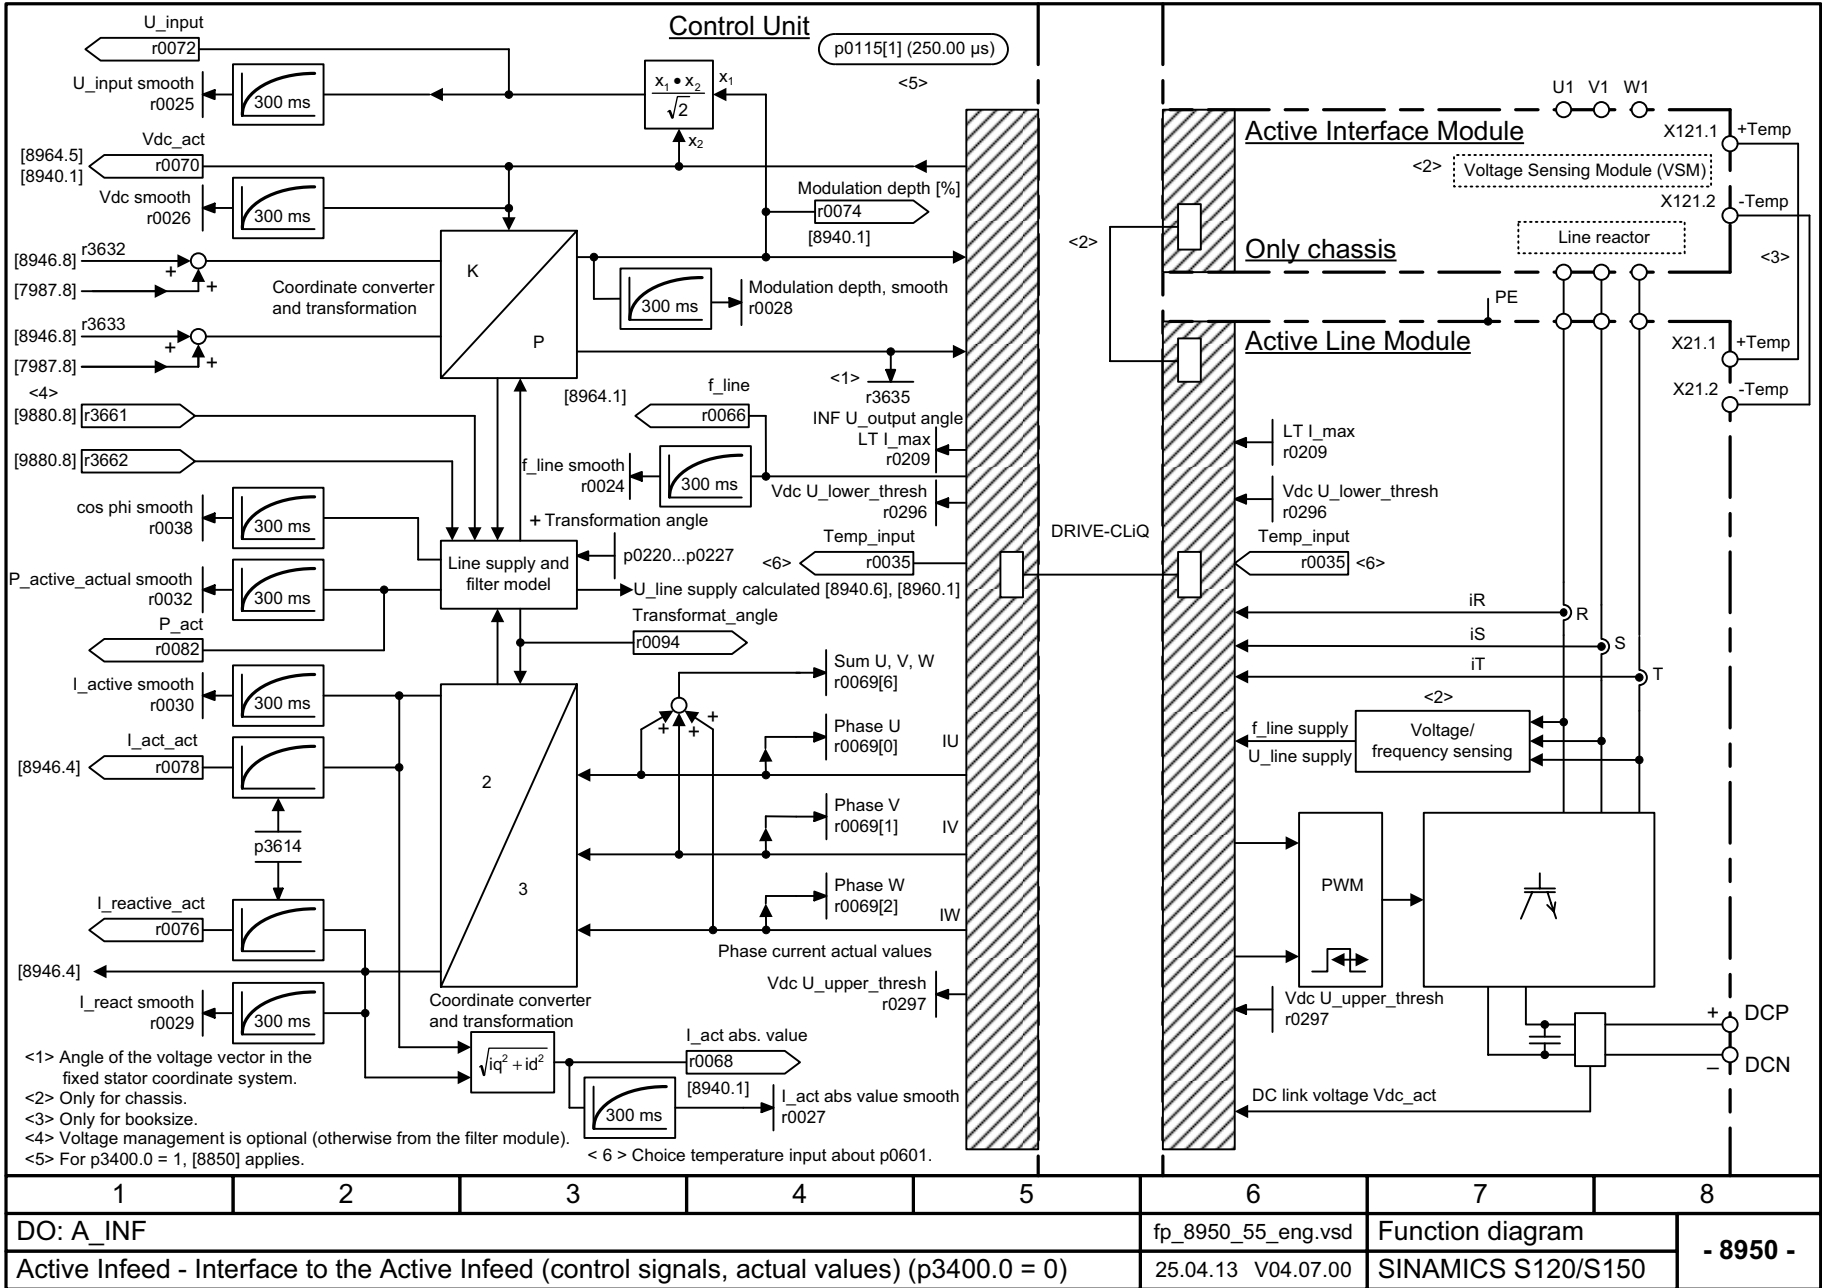 Control Unit
p0115[1] (250.00 µs)
<5>
U_input
r0072
U_input smooth
r0025
300 ms
x₁ • x₂
√2
x₁
x₂
Vdc_act
[8964.5]
[8940.1]
r0070
Vdc smooth
r0026
300 ms
Modulation depth [%]
r0074
[8940.1]
[8946.8]
r3632
+
[7987.8]
+
Coordinate converter
and transformation
K
P
300 ms
Modulation depth, smooth
r0028
[8946.8]
r3633
+
[7987.8]
+
<4>
[9880.8]
r3661
[9880.8]
r3662
[8964.1]
f_line
r0066
<1>
r3635
INF U_output angle
LT I_max
r0209
f_line smooth
r0024
300 ms
Vdc U_lower_thresh
r0296
cos phi smooth
r0038
300 ms
+ Transformation angle
p0220...p0227
Line supply and
filter model
Temp_input
<6>
r0035
P_active_actual smooth
r0032
300 ms
U_line supply calculated [8940.6], [8960.1]
P_act
r0082
Transformat_angle
r0094
I_active smooth
r0030
300 ms
Sum U, V, W
r0069[6]
+
+
+
I_act_act
[8946.4]
r0078
Phase U
r0069[0]
IU
2
3
p3614
Phase V
r0069[1]
IV
I_reactive_act
r0076
Phase W
r0069[2]
IW
Phase current actual values
[8946.4]
I_react smooth
r0029
300 ms
Vdc U_upper_thresh
r0297
Coordinate converter
and transformation
√iq² + id²
I_act abs. value
r0068
[8940.1]
300 ms
I_act abs value smooth
r0027
<1> Angle of the voltage vector in the
fixed stator coordinate system.
<2> Only for chassis.
<3> Only for booksize.
<4> Voltage management is optional (otherwise from the filter module).
<5> For p3400.0 = 1, [8850] applies.
< 6 > Choice temperature input about p0601.
DRIVE-CLiQ
<2>
U1 V1 W1
Active Interface Module
X121.1
+Temp
<2>
Voltage Sensing Module (VSM)
X121.2
-Temp
Line reactor
Only chassis
<3>
PE
Active Line Module
X21.1
+Temp
X21.2
-Temp
LT I_max
r0209
Vdc U_lower_thresh
r0296
Temp_input
r0035
<6>
iR
R
iS
S
iT
T
<2>
f_line supply
U_line supply
Voltage/
frequency sensing
PWM
Vdc U_upper_thresh
r0297
+
DCP
–
DCN
DC link voltage Vdc_act
1 2 3 4 5 6 7 8
DO: A_INF
fp_8950_55_eng.vsd
Function diagram
- 8950 -
Active Infeed - Interface to the Active Infeed (control signals, actual values) (p3400.0 = 0)
25.04.13 V04.07.00
SINAMICS S120/S150